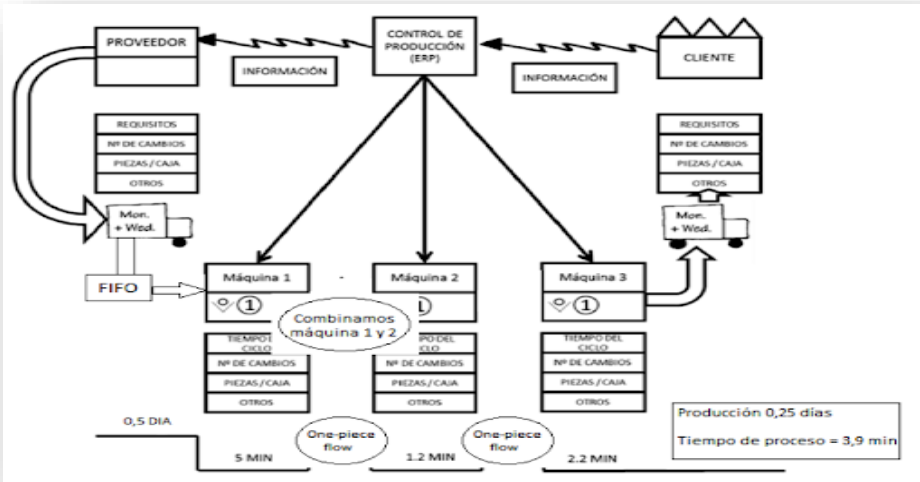 PROVEEDOR
CONTROL DE
PRODUCCIÓN
(ERP)
CLIENTE
INFORMACIÓN
INFORMACIÓN
REQUISITOS
Nº DE CAMBIOS
PIEZAS / CAJA
OTROS
REQUISITOS
Nº DE CAMBIOS
PIEZAS / CAJA
OTROS
Mon.
+ Wed.
Mon.
+ Wed.
FIFO
Máquina 1
-
Máquina 2
Máquina 3
1
1
1
Combinamos
máquina 1 y 2
TIEMPO
Nº DE CAMBIOS
PIEZAS / CAJA
OTROS
PO DEL
CLO
Nº DE CAMBIOS
PIEZAS / CAJA
OTROS
TIEMPO DEL
CICLO
Nº DE CAMBIOS
PIEZAS / CAJA
OTROS
0,5 DIA
5 MIN
One-piece
flow
1.2 MIN
One-piece
flow
2.2 MIN
Producción 0,25 días
Tiempo de proceso = 3,9 min